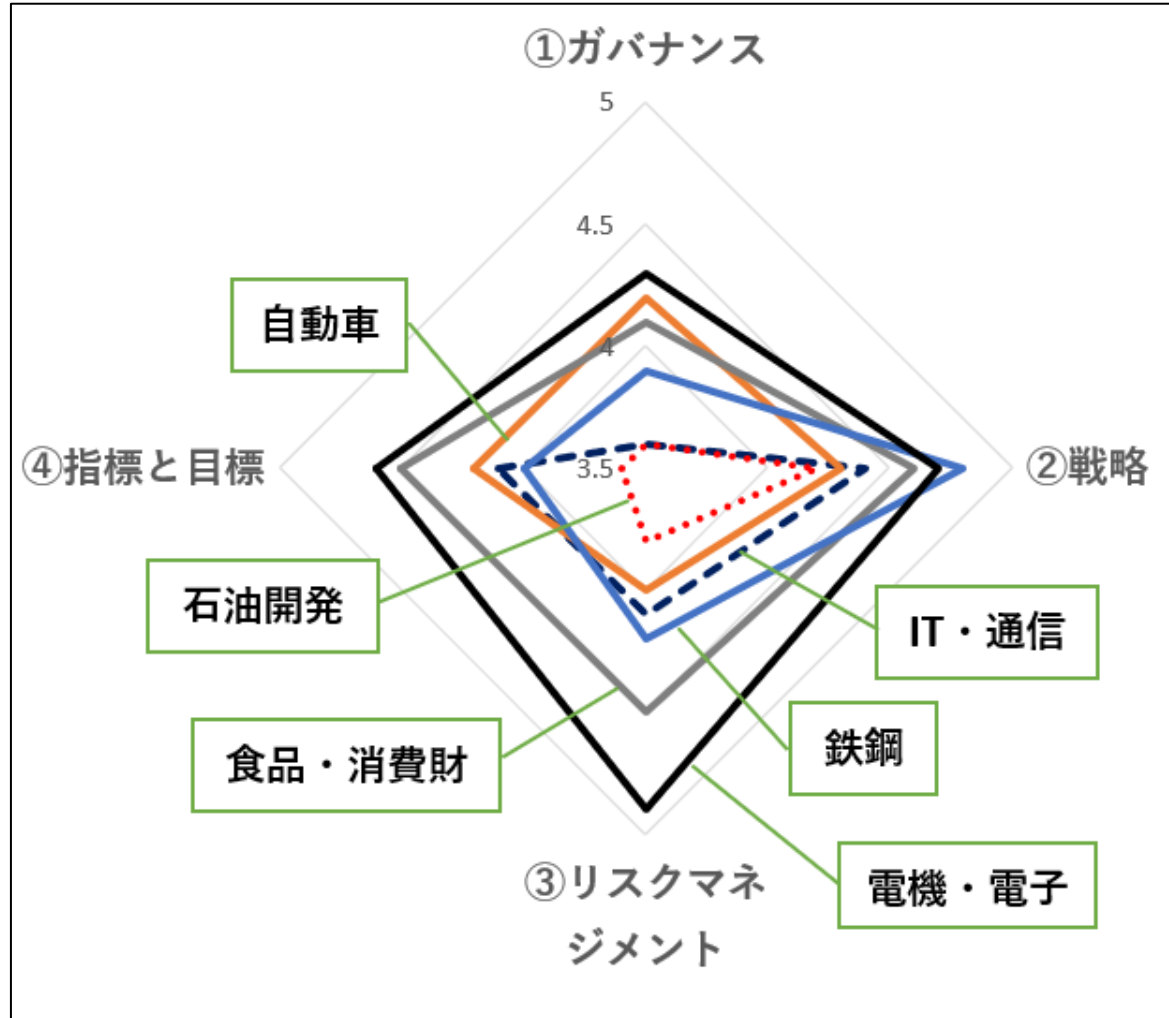 ①ガバナンス
5
4.5
自動車
4
④指標と目標
3.5
②戦略
石油開発
IT・通信
食品・消費財
鉄鋼
③リスクマネ
ジメント
電機・電子